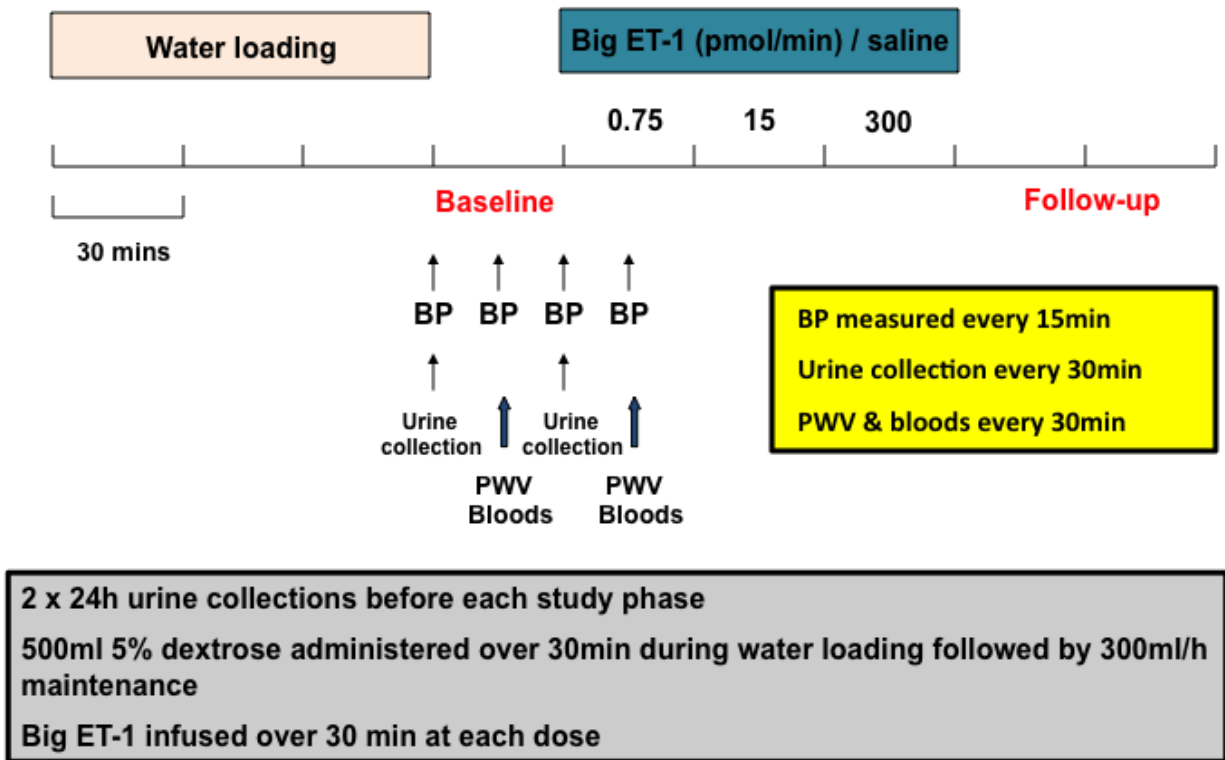 Water loading
Big ET-1 (pmol/min) / saline
0.75 15 300
Baseline
Follow-up
30 mins
BP BP BP BP
BP measured every 15min
Urine collection every 30min
PWV & bloods every 30min
Urine
collection
Urine
collection
PWV
Bloods
PWV
Bloods
2 x 24h urine collections before each study phase
500ml 5% dextrose administered over 30min during water loading followed by 300ml/h
maintenance
Big ET-1 infused over 30 min at each dose